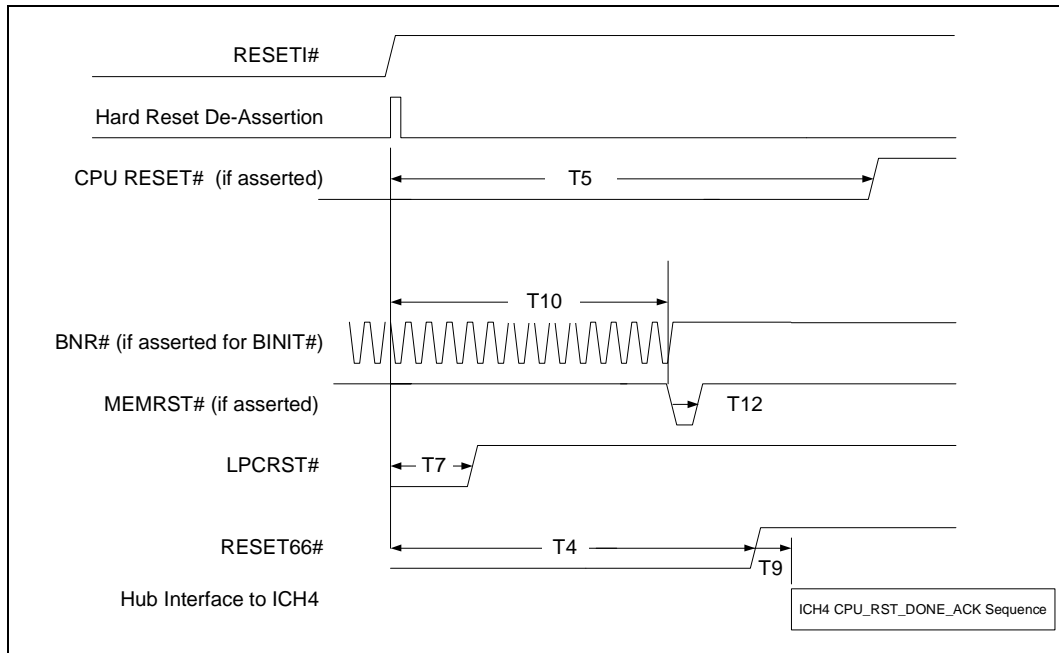 RESETI#
Hard Reset De-Assertion
CPU RESET# (if asserted)
T5
T10
BNR# (if asserted for BINIT#)
MEMRST# (if asserted)
T12
LPCRST#
T7
RESET66#
T4
T9
Hub Interface to ICH4
ICH4 CPU_RST_DONE_ACK Sequence